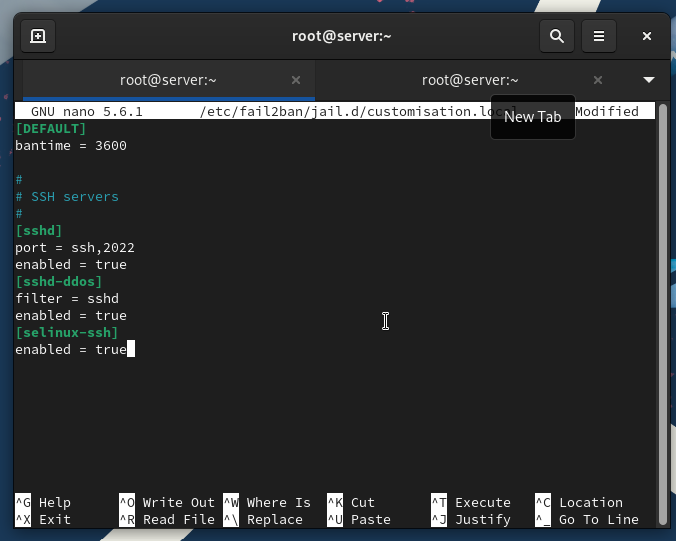 root@server:~
root@server:~ root@server:~
GNU nano 5.6.1 /etc/fail2ban/jail.d/customisation.local Modified
New Tab
[DEFAULT]
bantime = 3600
#
# SSH servers
#
[sshd]
port = ssh,2022
enabled = true
[sshd-ddos]
filter = sshd
enabled = true
[selinux-ssh]
enabled = true
^G Help ^O Write Out ^W Where Is ^K Cut ^T Execute ^C Location
^X Exit ^R Read File ^\ Replace ^U Paste ^J Justify ^_ Go To Line